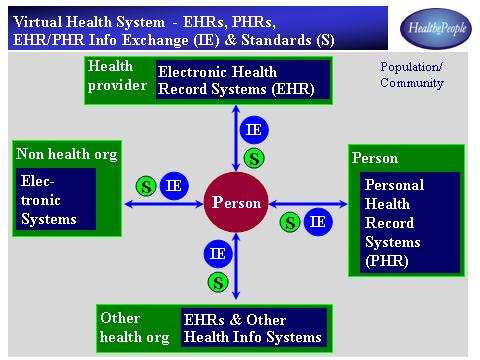 Virtual Health System - EHRs, PHRs,
EHR/PHR Info Exchange (IE) & Standards (S)
HealthePeople
Health
provider
Electronic Health
Record Systems (EHR)
Population/
Community
IE
S
Non health org
Elec-
tronic
Systems
S
IE
Person
S
IE
Person
Personal
Health
Record
Systems
(PHR)
IE
S
Other
health org
EHRs & Other
Health Info Systems